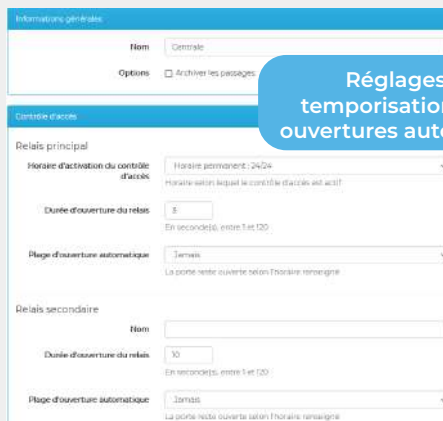 Informations générales
Nom
Centrale
Options
Archiver les passages
Réglages
temporisation
ouvertures auto
Contrôle d'accès
Relais principal
Horaire d'activation du contrôle
d'accès
Horaire permanent : 24/24
Horaire selon lequel le contrôle d'accès est actif
Durée d'ouverture du relais
En seconde(s), entre 1 et 120
Plage d'ouverture automatique
Jamais
La porte reste ouverte selon l'horaire renseigné
Relais secondaire
Nom
Durée d'ouverture du relais
10
En seconde(s), entre 1 et 120
Plage d'ouverture automatique
Jamais
La porte reste ouverte selon l'horaire renseigné